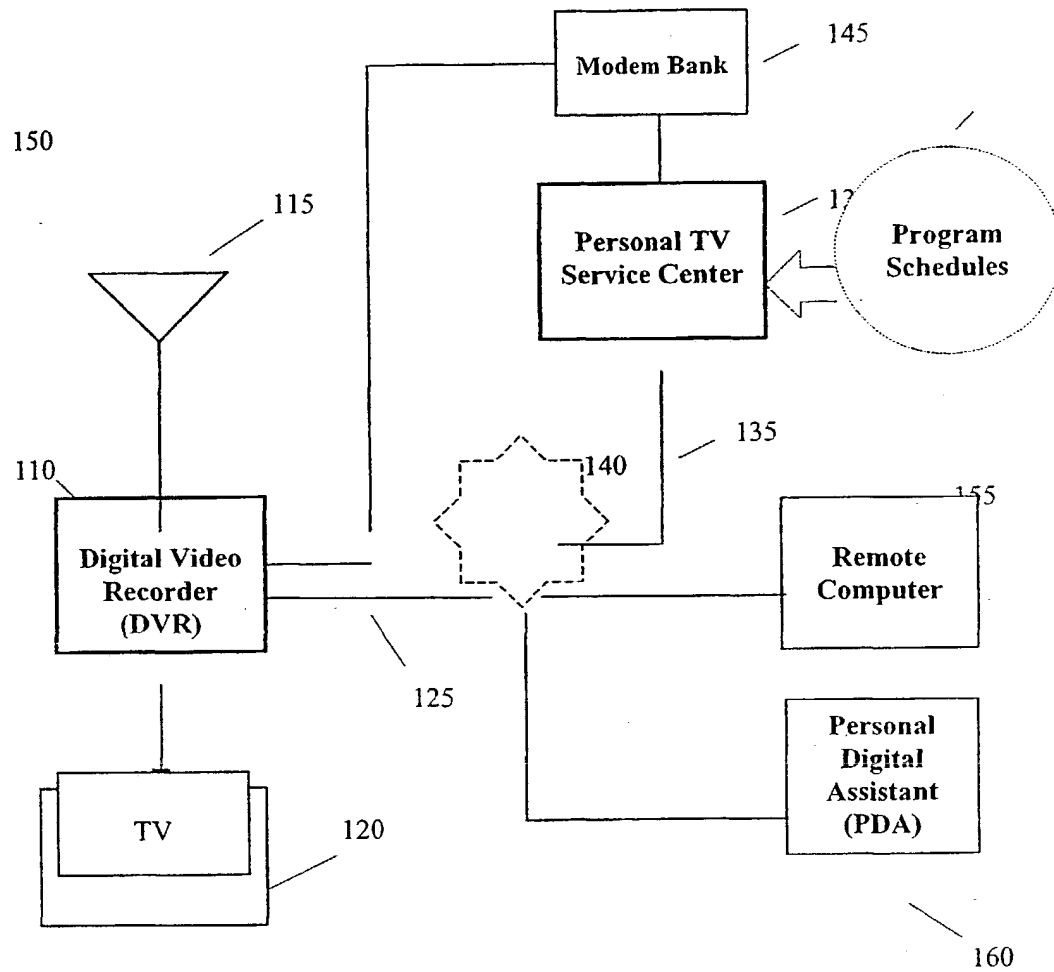 145
Modem Bank
150
115
Personal TV
Service Center
Program
Schedules
135
140
110
155
Digital Video
Recorder
(DVR)
Remote
Computer
125
Personal
Digital
Assistant
(PDA)
TV
120
160